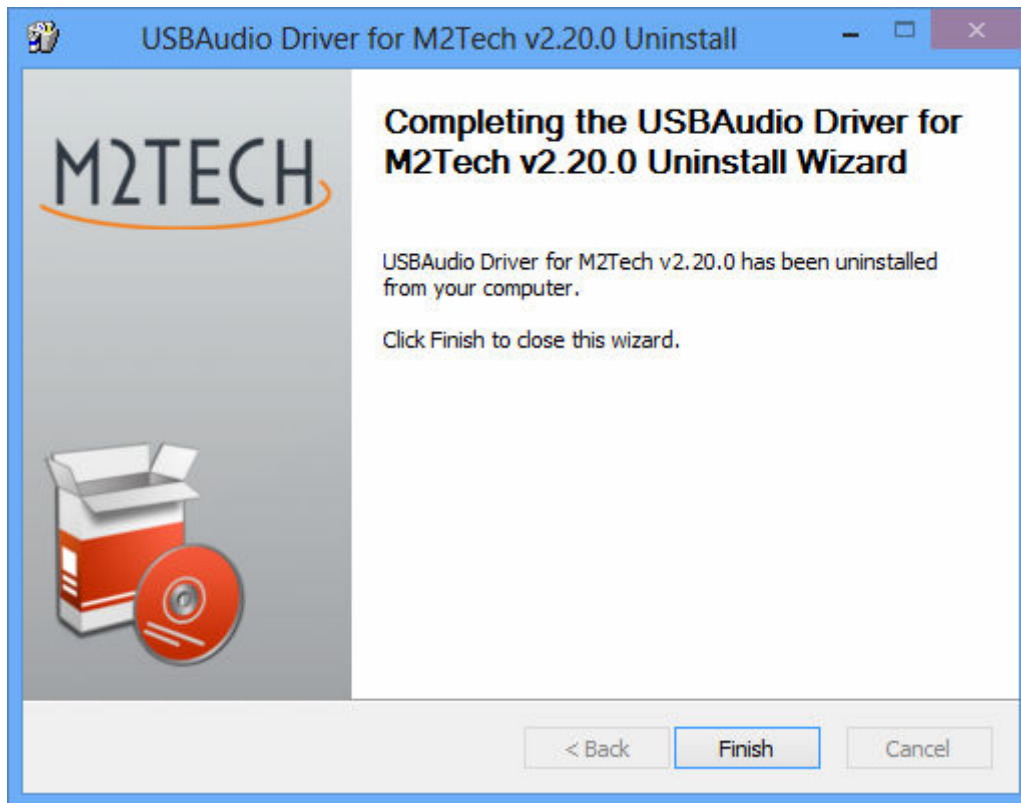 USBAudio Driver for M2Tech v2.20.0 Uninstall
M2TECH
Completing the USBAudio Driver for
M2Tech v2.20.0 Uninstall Wizard
USBAudio Driver for M2Tech v2.20.0 has been uninstalled
from your computer.
Click Finish to close this wizard.
< Back
Finish
Cancel